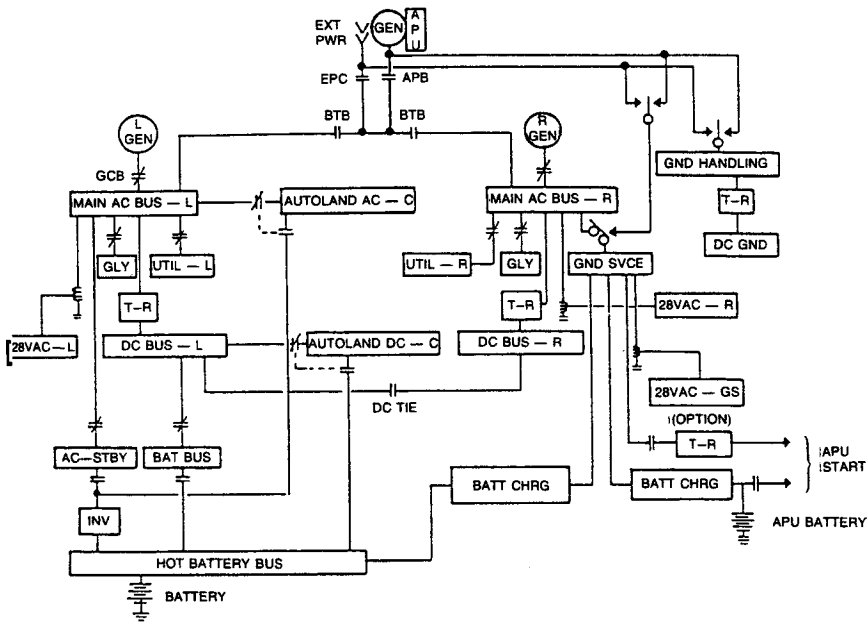 EXT
PWR
GEN
A
P
U
EPC
APB
BTB
BTB
L
GEN
R
GEN
GCB
GND HANDLING
MAIN AC BUS — L
AUTOLAND AC — C
MAIN AC BUS — R
T–R
DC GND
GLY
UTIL — L
UTIL — R
GLY
GND SVCE
T–R
T–R
28VAC — R
28VAC — L
DC BUS — L
AUTOLAND DC — C
DC BUS — R
28VAC — GS
DC TIE
(OPTION)
T–R
APU
START
AC—STBY
BAT BUS
BATT CHRG
BATT CHRG
INV
APU BATTERY
HOT BATTERY BUS
BATTERY